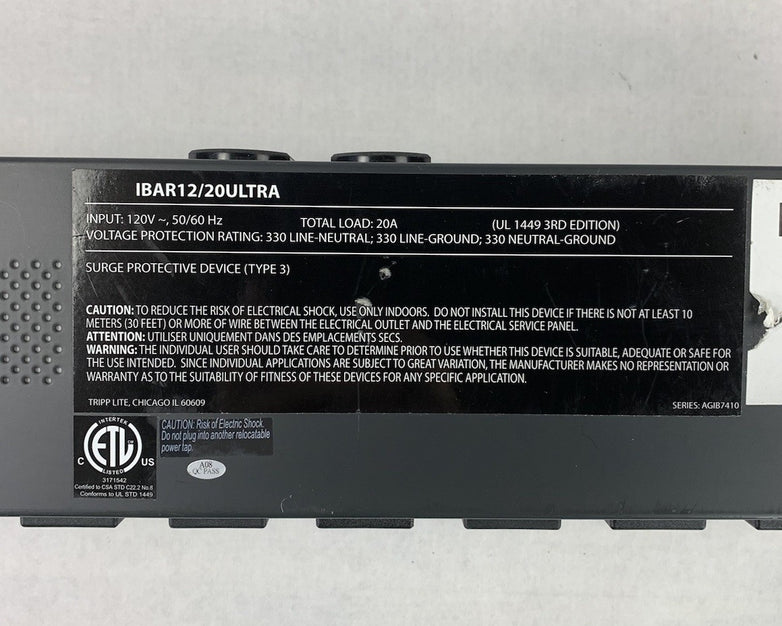 IBAR12/20ULTRA
INPUT: 120V ~, 50/60 Hz TOTAL LOAD: 20A (UL 1449 3RD EDITION)
VOLTAGE PROTECTION RATING: 330 LINE-NEUTRAL; 330 LINE-GROUND; 330 NEUTRAL-GROUND
SURGE PROTECTIVE DEVICE (TYPE 3)
CAUTION: TO REDUCE THE RISK OF ELECTRICAL SHOCK, USE ONLY INDOORS. DO NOT INSTALL THIS DEVICE IF THERE IS NOT AT LEAST 10
METERS (30 FEET) OR MORE OF WIRE BETWEEN THE ELECTRICAL OUTLET AND THE ELECTRICAL SERVICE PANEL.
ATTENTION: UTILISER UNIQUEMENT DANS DES EMPLACEMENTS SECS.
WARNING: THE INDIVIDUAL USER SHOULD TAKE CARE TO DETERMINE PRIOR TO USE WHETHER THIS DEVICE IS SUITABLE, ADEQUATE OR SAFE FOR
THE USE INTENDED. SINCE INDIVIDUAL APPLICATIONS ARE SUBJECT TO GREAT VARIATION, THE MANUFACTURER MAKES NO REPRESENTATION OR
WARRANTY AS TO THE SUITABILITY OF FITNESS OF THESE DEVICES FOR ANY SPECIFIC APPLICATION.
TRIPP LITE, CHICAGO IL 60609 SERIES: AGIB7410
INTERTEK
C ETL CM US
LISTED
3171542
Certified to CSA STD C22.2 No.8
Conforms to UL STD 1449
CAUTION: Risk of Electric Shock.
Do not plug into another relocatable
power tap.
A08
QC PASS